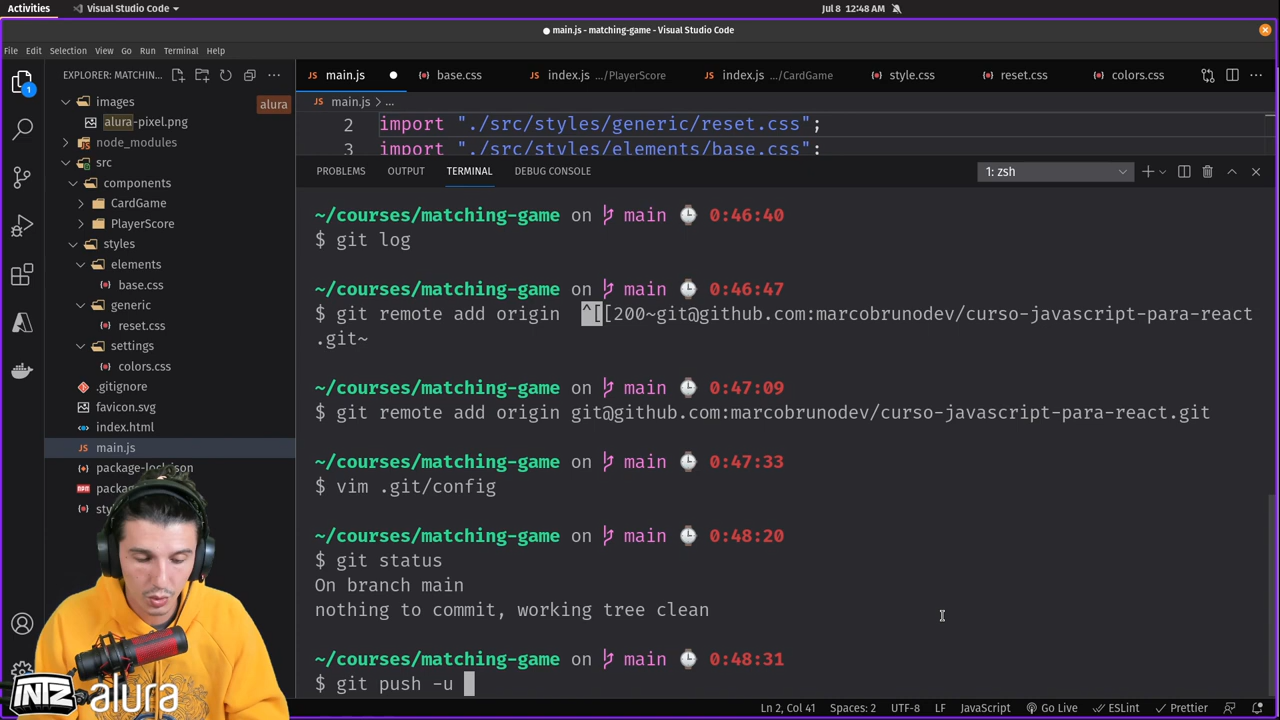 Activities
Visual Studio Code
Jul 8 12:48 AM
main.js - matching-game - Visual Studio Code
File Edit Selection View Go Run Terminal Help
EXPLORER: MATCHIN...
main.js
base.css
index.js .../PlayerScore
index.js .../CardGame
style.css
reset.css
colors.css
1
images
alura
alura-pixel.png
node_modules
src
components
CardGame
PlayerScore
styles
elements
base.css
generic
reset.css
settings
colors.css
.gitignore
favicon.svg
index.html
main.js
package-lock.json
main.js > ...
2 import "./src/styles/generic/reset.css";
3 import "./src/styles/elements/base.css";
PROBLEMS OUTPUT TERMINAL DEBUG CONSOLE
1: zsh
~/courses/matching-game on main 0:46:40
$ git log
~/courses/matching-game on main 0:46:47
$ git remote add origin ^[[200~git@github.com:marcobrunodev/curso-javascript-para-react
.git~
~/courses/matching-game on main 0:47:09
$ git remote add origin git@github.com:marcobrunodev/curso-javascript-para-react.git
~/courses/matching-game on main 0:47:33
$ vim .git/config
~/courses/matching-game on main 0:48:20
$ git status
On branch main
nothing to commit, working tree clean
~/courses/matching-game on main 0:48:31
$ git push -u
INTZ alura
Ln 2, Col 41 Spaces: 2 UTF-8 LF JavaScript Go Live ESLint Prettier